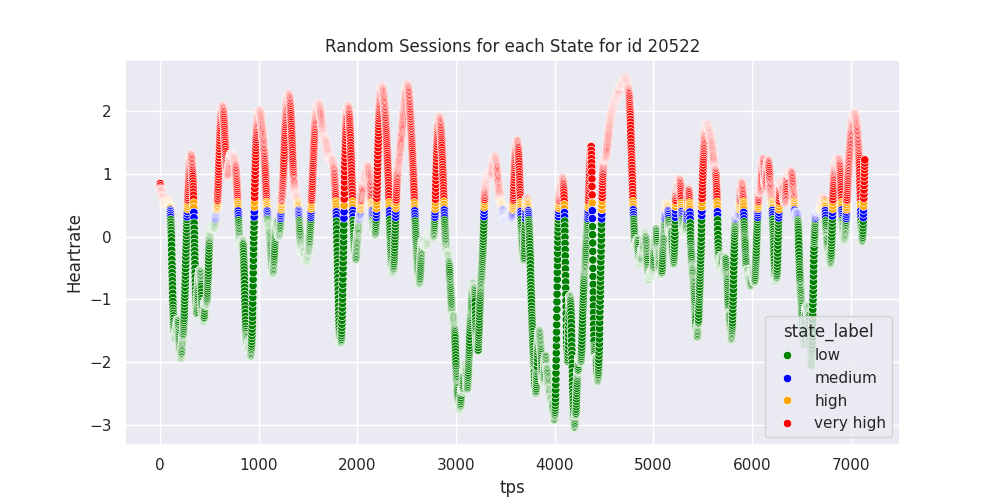 Random Sessions for each State for id 20522
Heartrate
2
1
0
−1
−2
−3
state_label
low
medium
high
very high
0 1000 2000 3000 4000 5000 6000 7000
tps